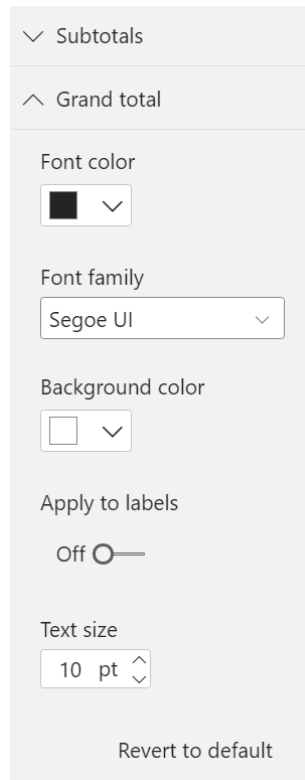 Subtotals
Grand total
Font color
Font family
Segoe UI
Background color
Apply to labels
Off
Text size
10 pt
Revert to default